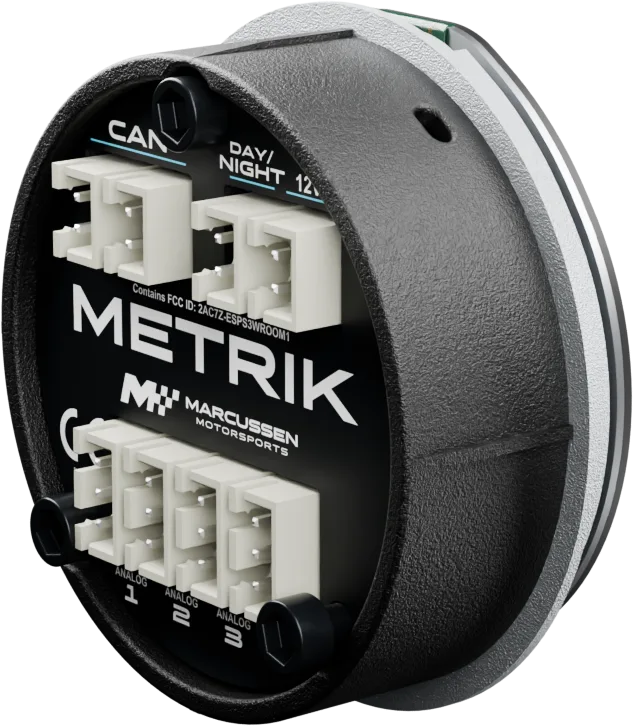 CAN
DAY/
NIGHT
12V
Contains FCC ID: 2AC7Z-ESPS3WROOM1
METRIK
MARCUSSEN
MOTORSPORTS
ANALOG
1
ANALOG
2
ANALOG
3